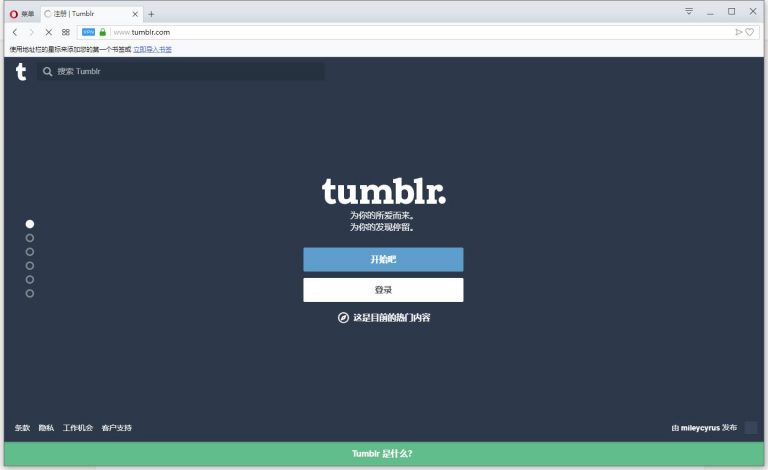 菜单
注册 | Tumblr
VPN
www.tumblr.com
使用地址栏的星标来添加您的第一个书签或 立即导入书签
t
搜索 Tumblr
tumblr.
为你的所爱而来。
为你的发现停留。
开始吧
登录
这是目前的热门内容
条款 隐私 工作机会 客户支持
由 mileycyrus 发布
Tumblr 是什么?